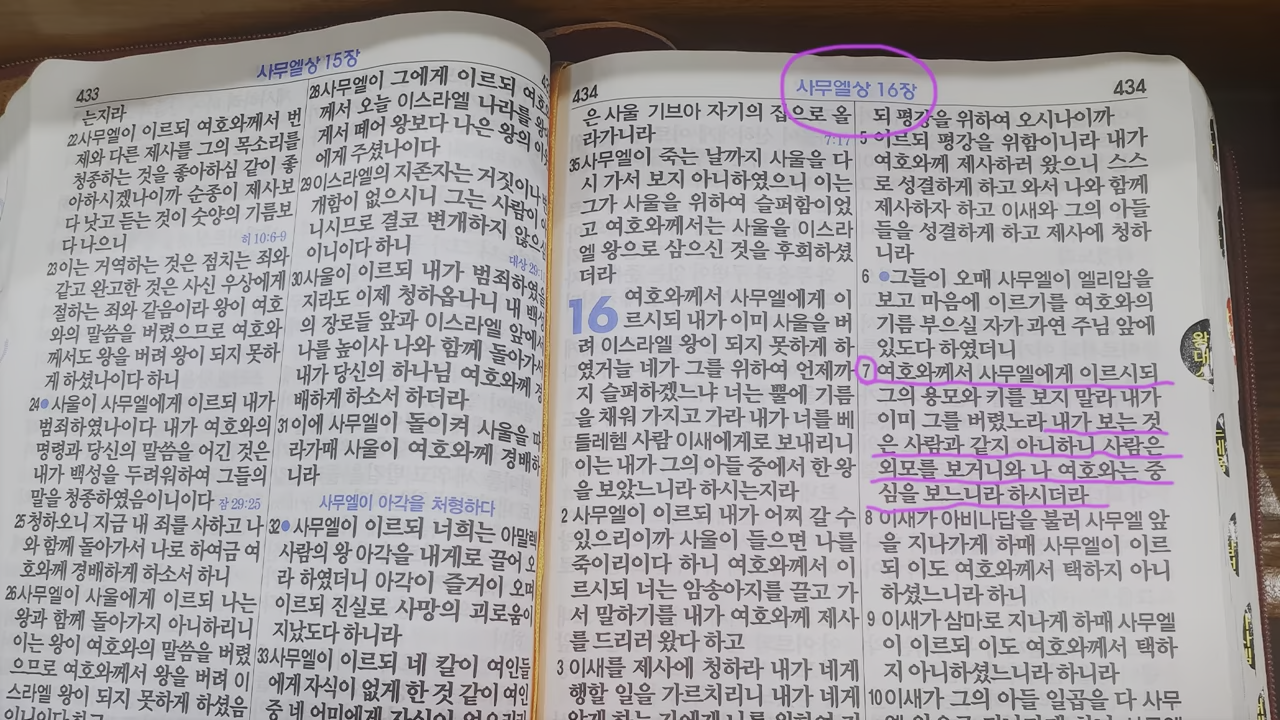 사무엘상 15장
433
는지라
22 사무엘이 이르되 여호와께서 번
제와 다른 제사를 그의 목소리를
청종하는 것을 좋아하심 같이 좋
아하시겠나이까 순종이 제사보
다 낫고 듣는 것이 숫양의 기름보
다 나으니 히 10:6-9
23 이는 거역하는 것은 점치는 죄와
같고 완고한 것은 사신 우상에게
절하는 죄와 같음이라 왕이 여호
와의 말씀을 버렸으므로 여호와
께서도 왕을 버려 왕이 되지 못하
게 하셨나이다 하니
24 ●사울이 사무엘에게 이르되 내가
범죄하였나이다 내가 여호와의
명령과 당신의 말씀을 어긴 것은
내가 백성을 두려워하여 그들의
말을 청종하였음이니이다 잠 29:25
25 청하오니 지금 내 죄를 사하고 나
와 함께 돌아가서 나로 하여금 여
호와께 경배하게 하소서 하니
26 사무엘이 사울에게 이르되 나는
왕과 함께 돌아가지 아니하리니
이는 왕이 여호와의 말씀을 버렸
으므로 여호와께서 왕을 버려 이
스라엘 왕이 되지 못하게 하셨음
이니이다 하고
28 사무엘이 그에게 이르되 여호
께서 오늘 이스라엘 나라를 왕
게서 떼어 왕보다 나은 왕의
에게 주셨나이다
29 이스라엘의 지존자는 거짓이나
개함이 없으시니 그는 사람이
니시므로 결코 변개하지 않으
이니이다 하니
30 사울이 이르되 내가 범죄하였을
지라도 이제 청하옵나니 내 백성
의 장로들 앞과 이스라엘 앞에서
나를 높이사 나와 함께 돌아가서
내가 당신의 하나님 여호와께 경
배하게 하소서 하더라
31 이에 사무엘이 돌이켜 사울을 따
라가매 사울이 여호와께 경배하
니라
사무엘이 아각을 처형하다
32 ●사무엘이 이르되 너희는 아말렉
사람의 왕 아각을 내게로 끌어 오
라 하였더니 아각이 즐거이 오며
이르되 진실로 사망의 괴로움이
지났도다 하니라
33 사무엘이 이르되 네 칼이 여인들
에게 자식이 없게 한 것 같이 여인
중 네 어미에게 자식이
434
사무엘상 16장
434
은 사울 기브아 자기의 집으로 올
라가니라 7:17
35 사무엘이 죽는 날까지 사울을 다
시 가서 보지 아니하였으니 이는
그가 사울을 위하여 슬퍼함이었
고 여호와께서는 사울을 이스라
엘 왕으로 삼으신 것을 후회하셨
더라
16 여호와께서 사무엘에게 이
르시되 내가 이미 사울을 버
려 이스라엘 왕이 되지 못하게 하
였거늘 네가 그를 위하여 언제까
지 슬퍼하겠느냐 너는 뿔에 기름
을 채워 가지고 가라 내가 너를 베
들레헴 사람 이새에게로 보내리니
이는 내가 그의 아들 중에서 한 왕
을 보았느니라 하시는지라
2 사무엘이 이르되 내가 어찌 갈 수
있으리이까 사울이 들으면 나를
죽이리이다 하니 여호와께서 이
르시되 너는 암송아지를 끌고 가
서 말하기를 내가 여호와께 제사
를 드리러 왔다 하고
3 이새를 제사에 청하라 내가 네게
행할 일을 가르치리니 내가 네게
되 평강을 위하여 오시나이까
5 이르되 평강을 위함이니라 내가
여호와께 제사하러 왔으니 스스
로 성결하게 하고 와서 나와 함께
제사하자 하고 이새와 그의 아들
들을 성결하게 하고 제사에 청하
니라
6 ●그들이 오매 사무엘이 엘리압을
보고 마음에 이르기를 여호와의
기름 부으실 자가 과연 주님 앞에
있도다 하였더니
7 여호와께서 사무엘에게 이르시되
그의 용모와 키를 보지 말라 내가
이미 그를 버렸노라 내가 보는 것
은 사람과 같지 아니하니 사람은
외모를 보거니와 나 여호와는 중
심을 보느니라 하시더라
8 이새가 아비나답을 불러 사무엘 앞
을 지나가게 하매 사무엘이 이르
되 이도 여호와께서 택하지 아니
하셨느니라 하니
9 이새가 삼마로 지나게 하매 사무엘
이 이르되 이도 여호와께서 택하
지 아니하셨느니라 하니라
10 이새가 그의 아들 일곱을 다 사무
왕대